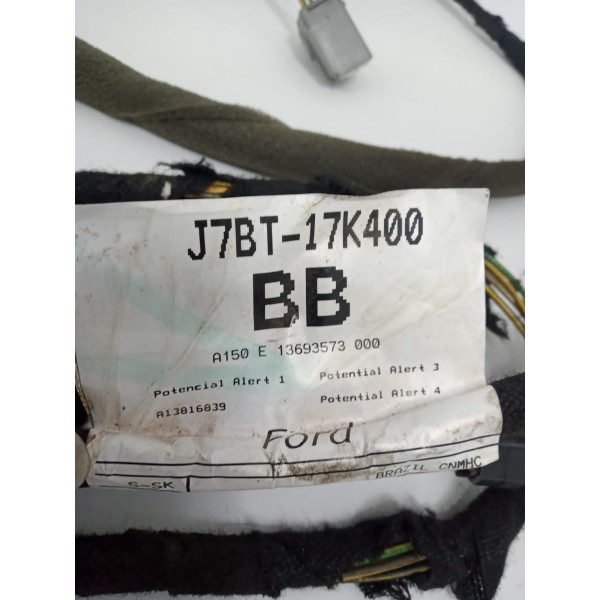 J7BT-17K400
BB
A150 E 13693573 000
Potencial Alert 1 Potential Alert 3
A13816839 Potential Alert 4
Ford
S-SK BRAZIL CNMHC